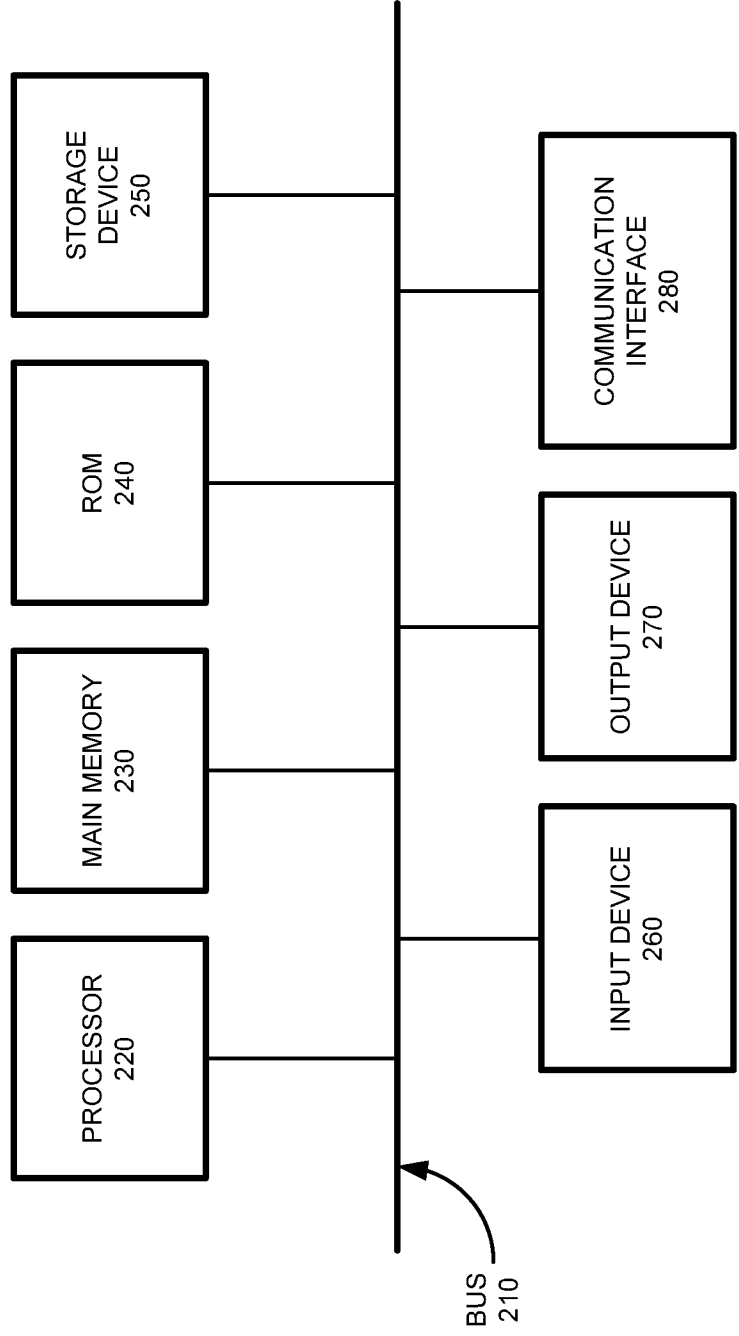 PROCESSOR
220
MAIN MEMORY
230
ROM
240
STORAGE
DEVICE
250
BUS
210
INPUT DEVICE
260
OUTPUT DEVICE
270
COMMUNICATION
INTERFACE
280